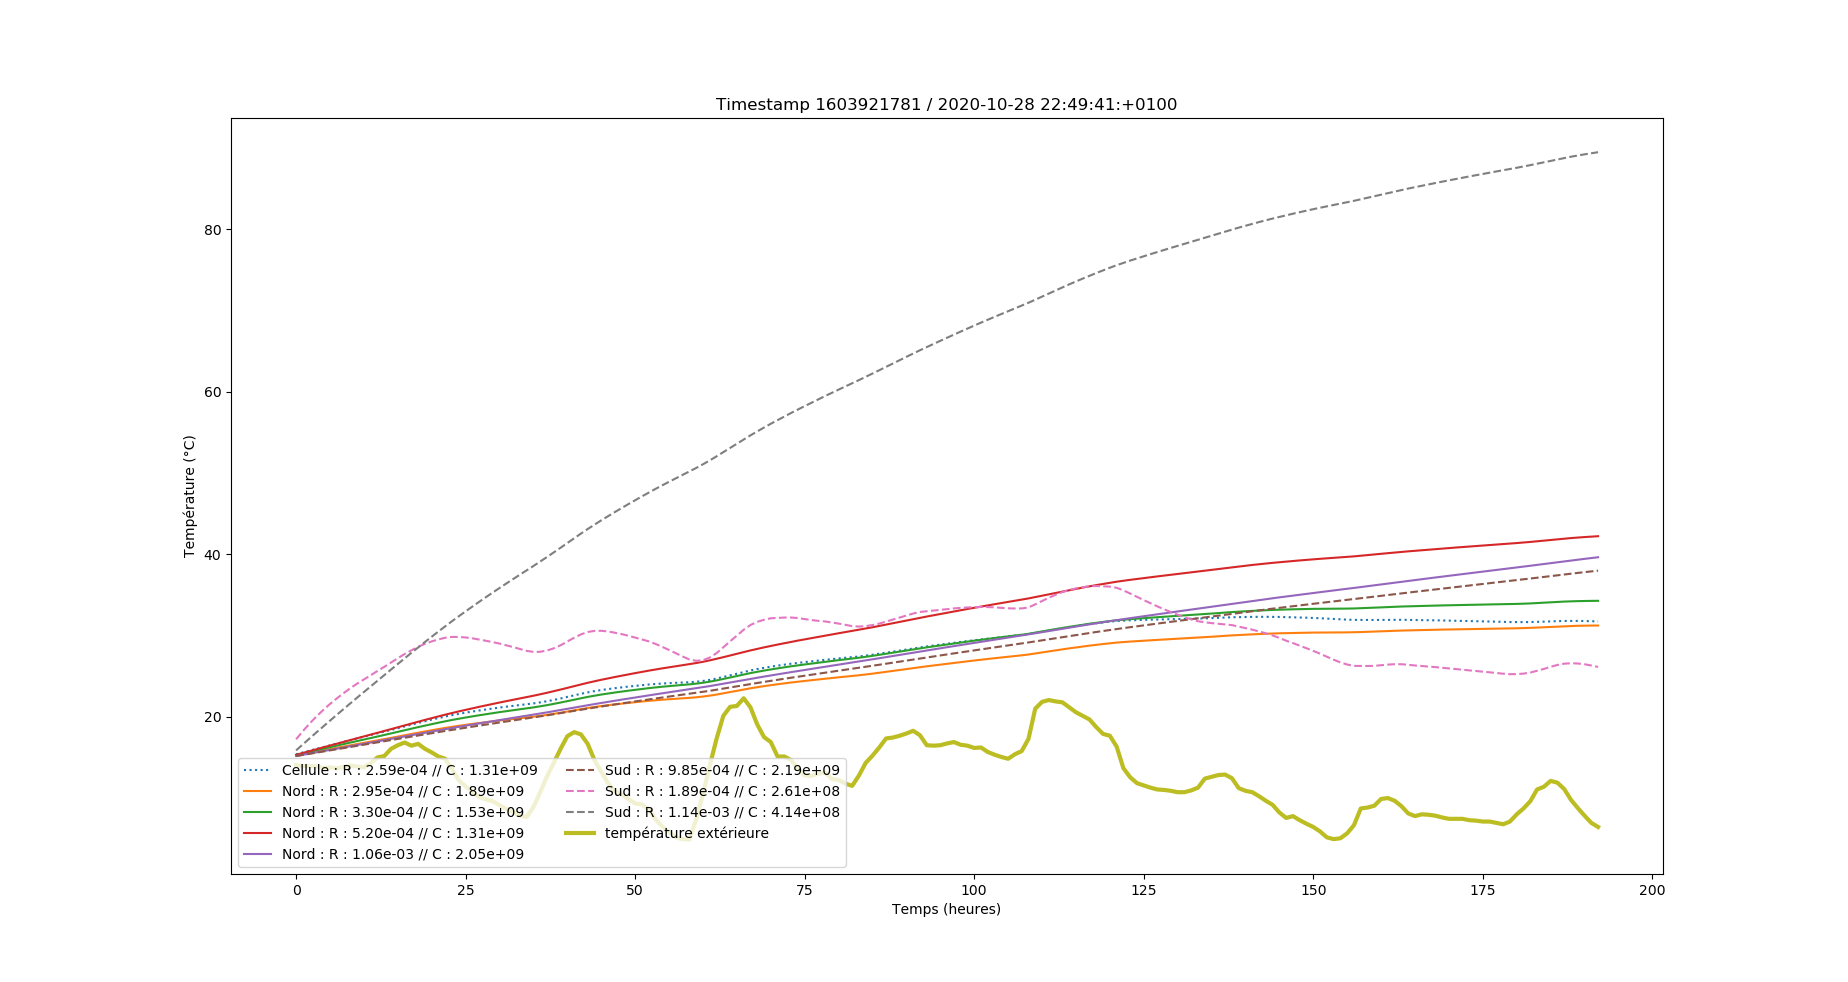 Timestamp 1603921781 / 2020-10-28 22:49:41:+0100
Température (°C)
80
60
40
20
Cellule : R : 2.59e-04 // C : 1.31e+09
Nord : R : 2.95e-04 // C : 1.89e+09
Nord : R : 3.30e-04 // C : 1.53e+09
Nord : R : 5.20e-04 // C : 1.31e+09
Nord : R : 1.06e-03 // C : 2.05e+09
Sud : R : 9.85e-04 // C : 2.19e+09
Sud : R : 1.89e-04 // C : 2.61e+08
Sud : R : 1.14e-03 // C : 4.14e+08
température extérieure
0 25 50 75 100 125 150 175 200
Temps (heures)